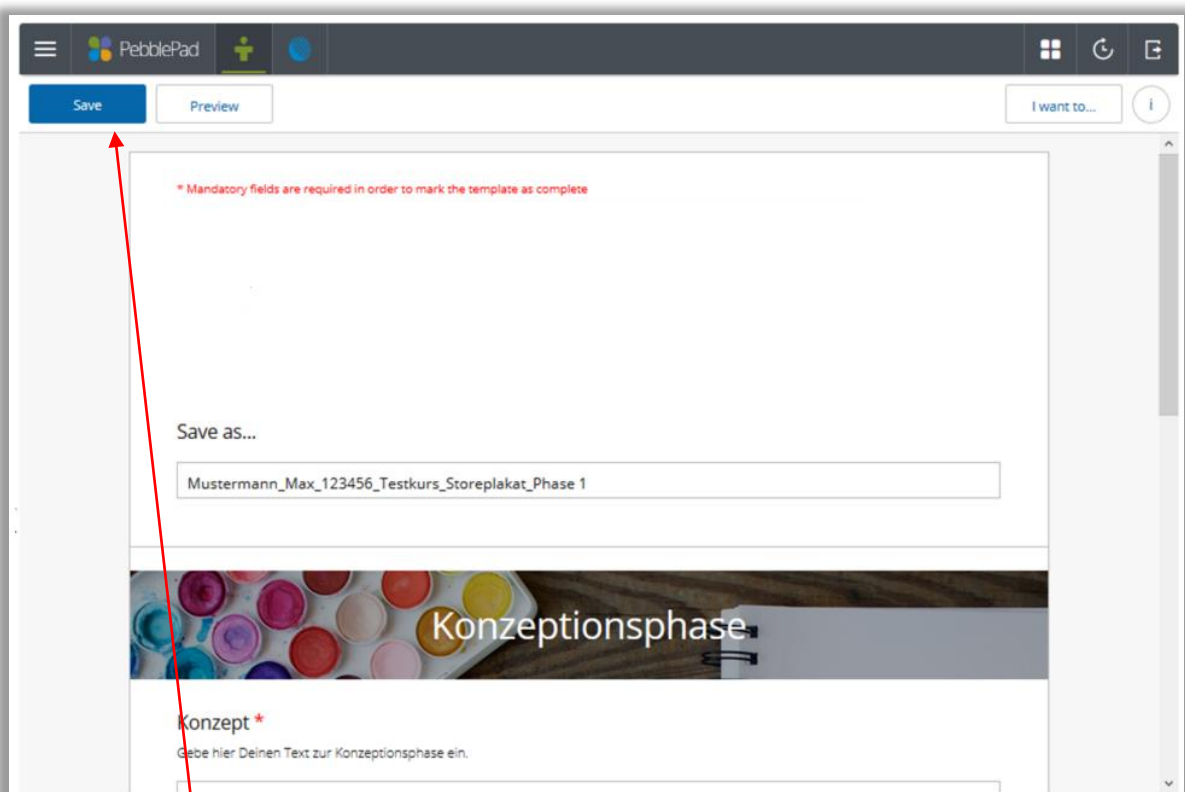 PebblePad
Save
Preview
I want to...
i
* Mandatory fields are required in order to mark the template as complete
Save as...
Mustermann_Max_123456_Testkurs_Storeplakat_Phase 1
Konzeptionsphase
Konzept *
Gebe hier Deinen Text zur Konzeptionsphase ein.